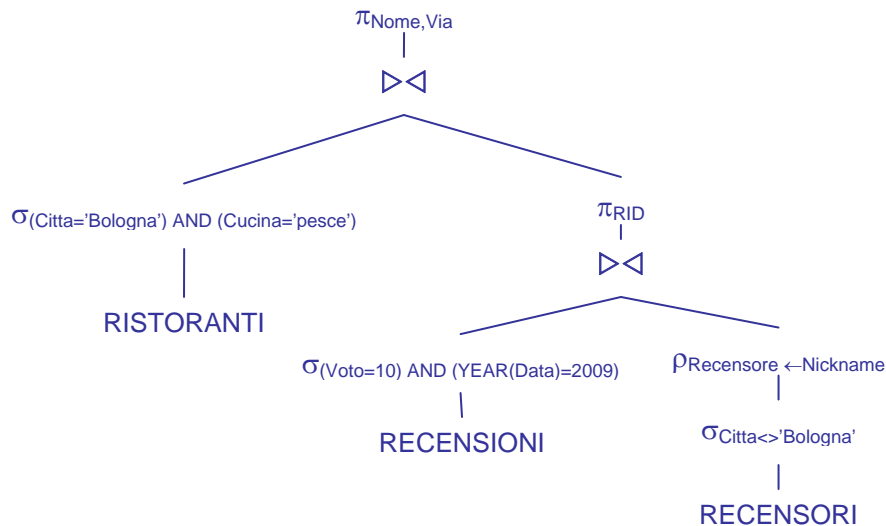 πNome,Via
σ(Citta='Bologna') AND (Cucina='pesce')
πRID
RISTORANTI
σ(Voto=10) AND (YEAR(Data)=2009)
ρRecensore ←Nickname
RECENSIONI
σCitta<>'Bologna'
RECENSORI